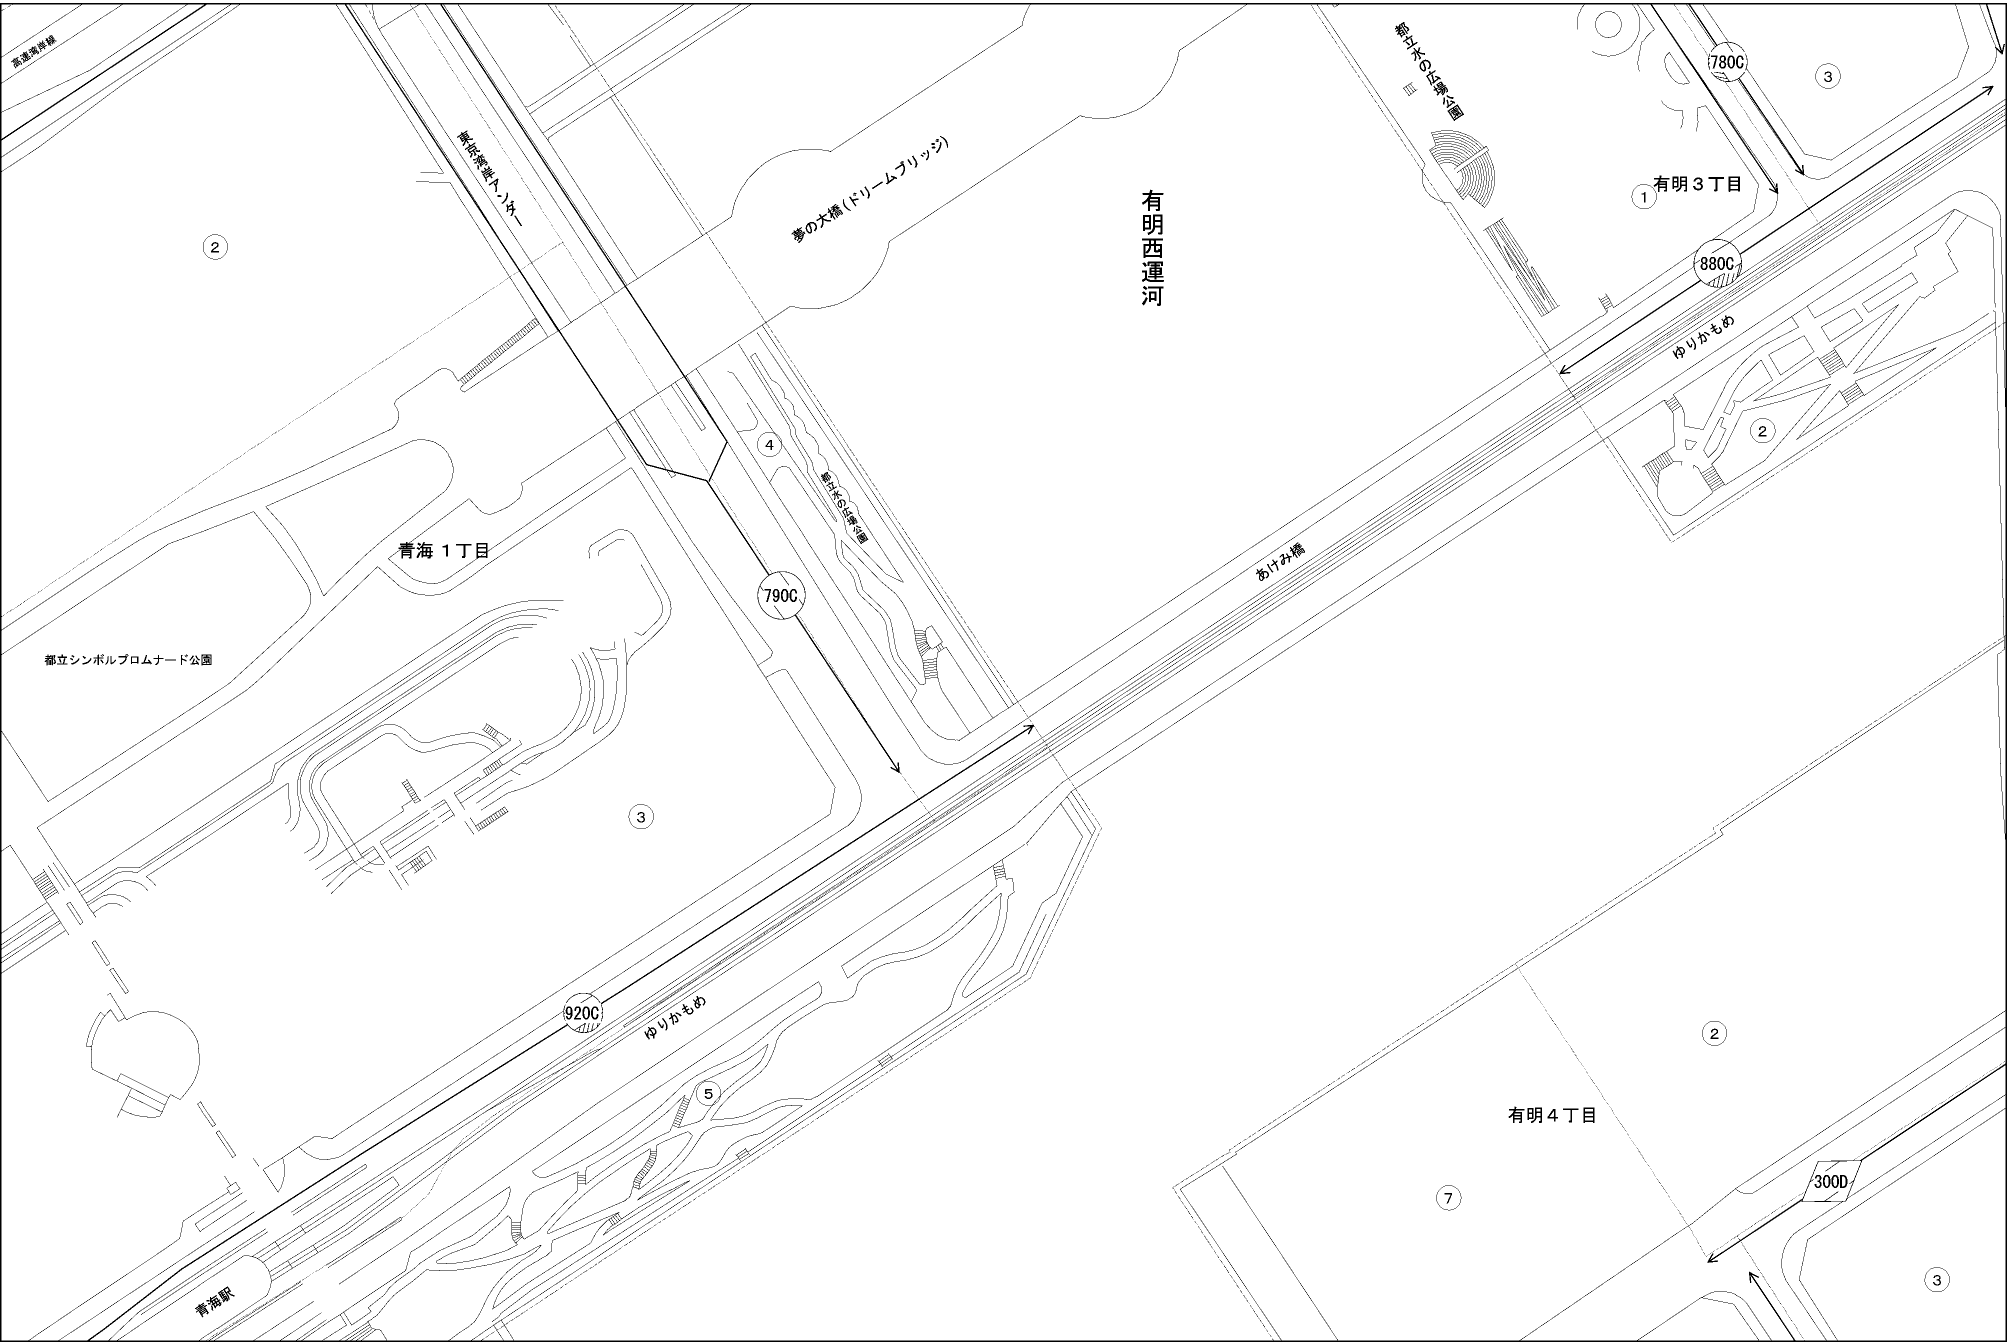 高速湾岸線
東京湾岸アンダー
都立水の広場公園
780C
③
②
夢の大橋（ドリームブリッジ）
有明西運河
①
有明３丁目
880C
ゆりかもめ
②
④
都立水の広場公園
青海１丁目
あけみ橋
790C
都立シンボルプロムナード公園
③
920C
ゆりかもめ
②
⑤
有明４丁目
300D
⑦
③
青海駅